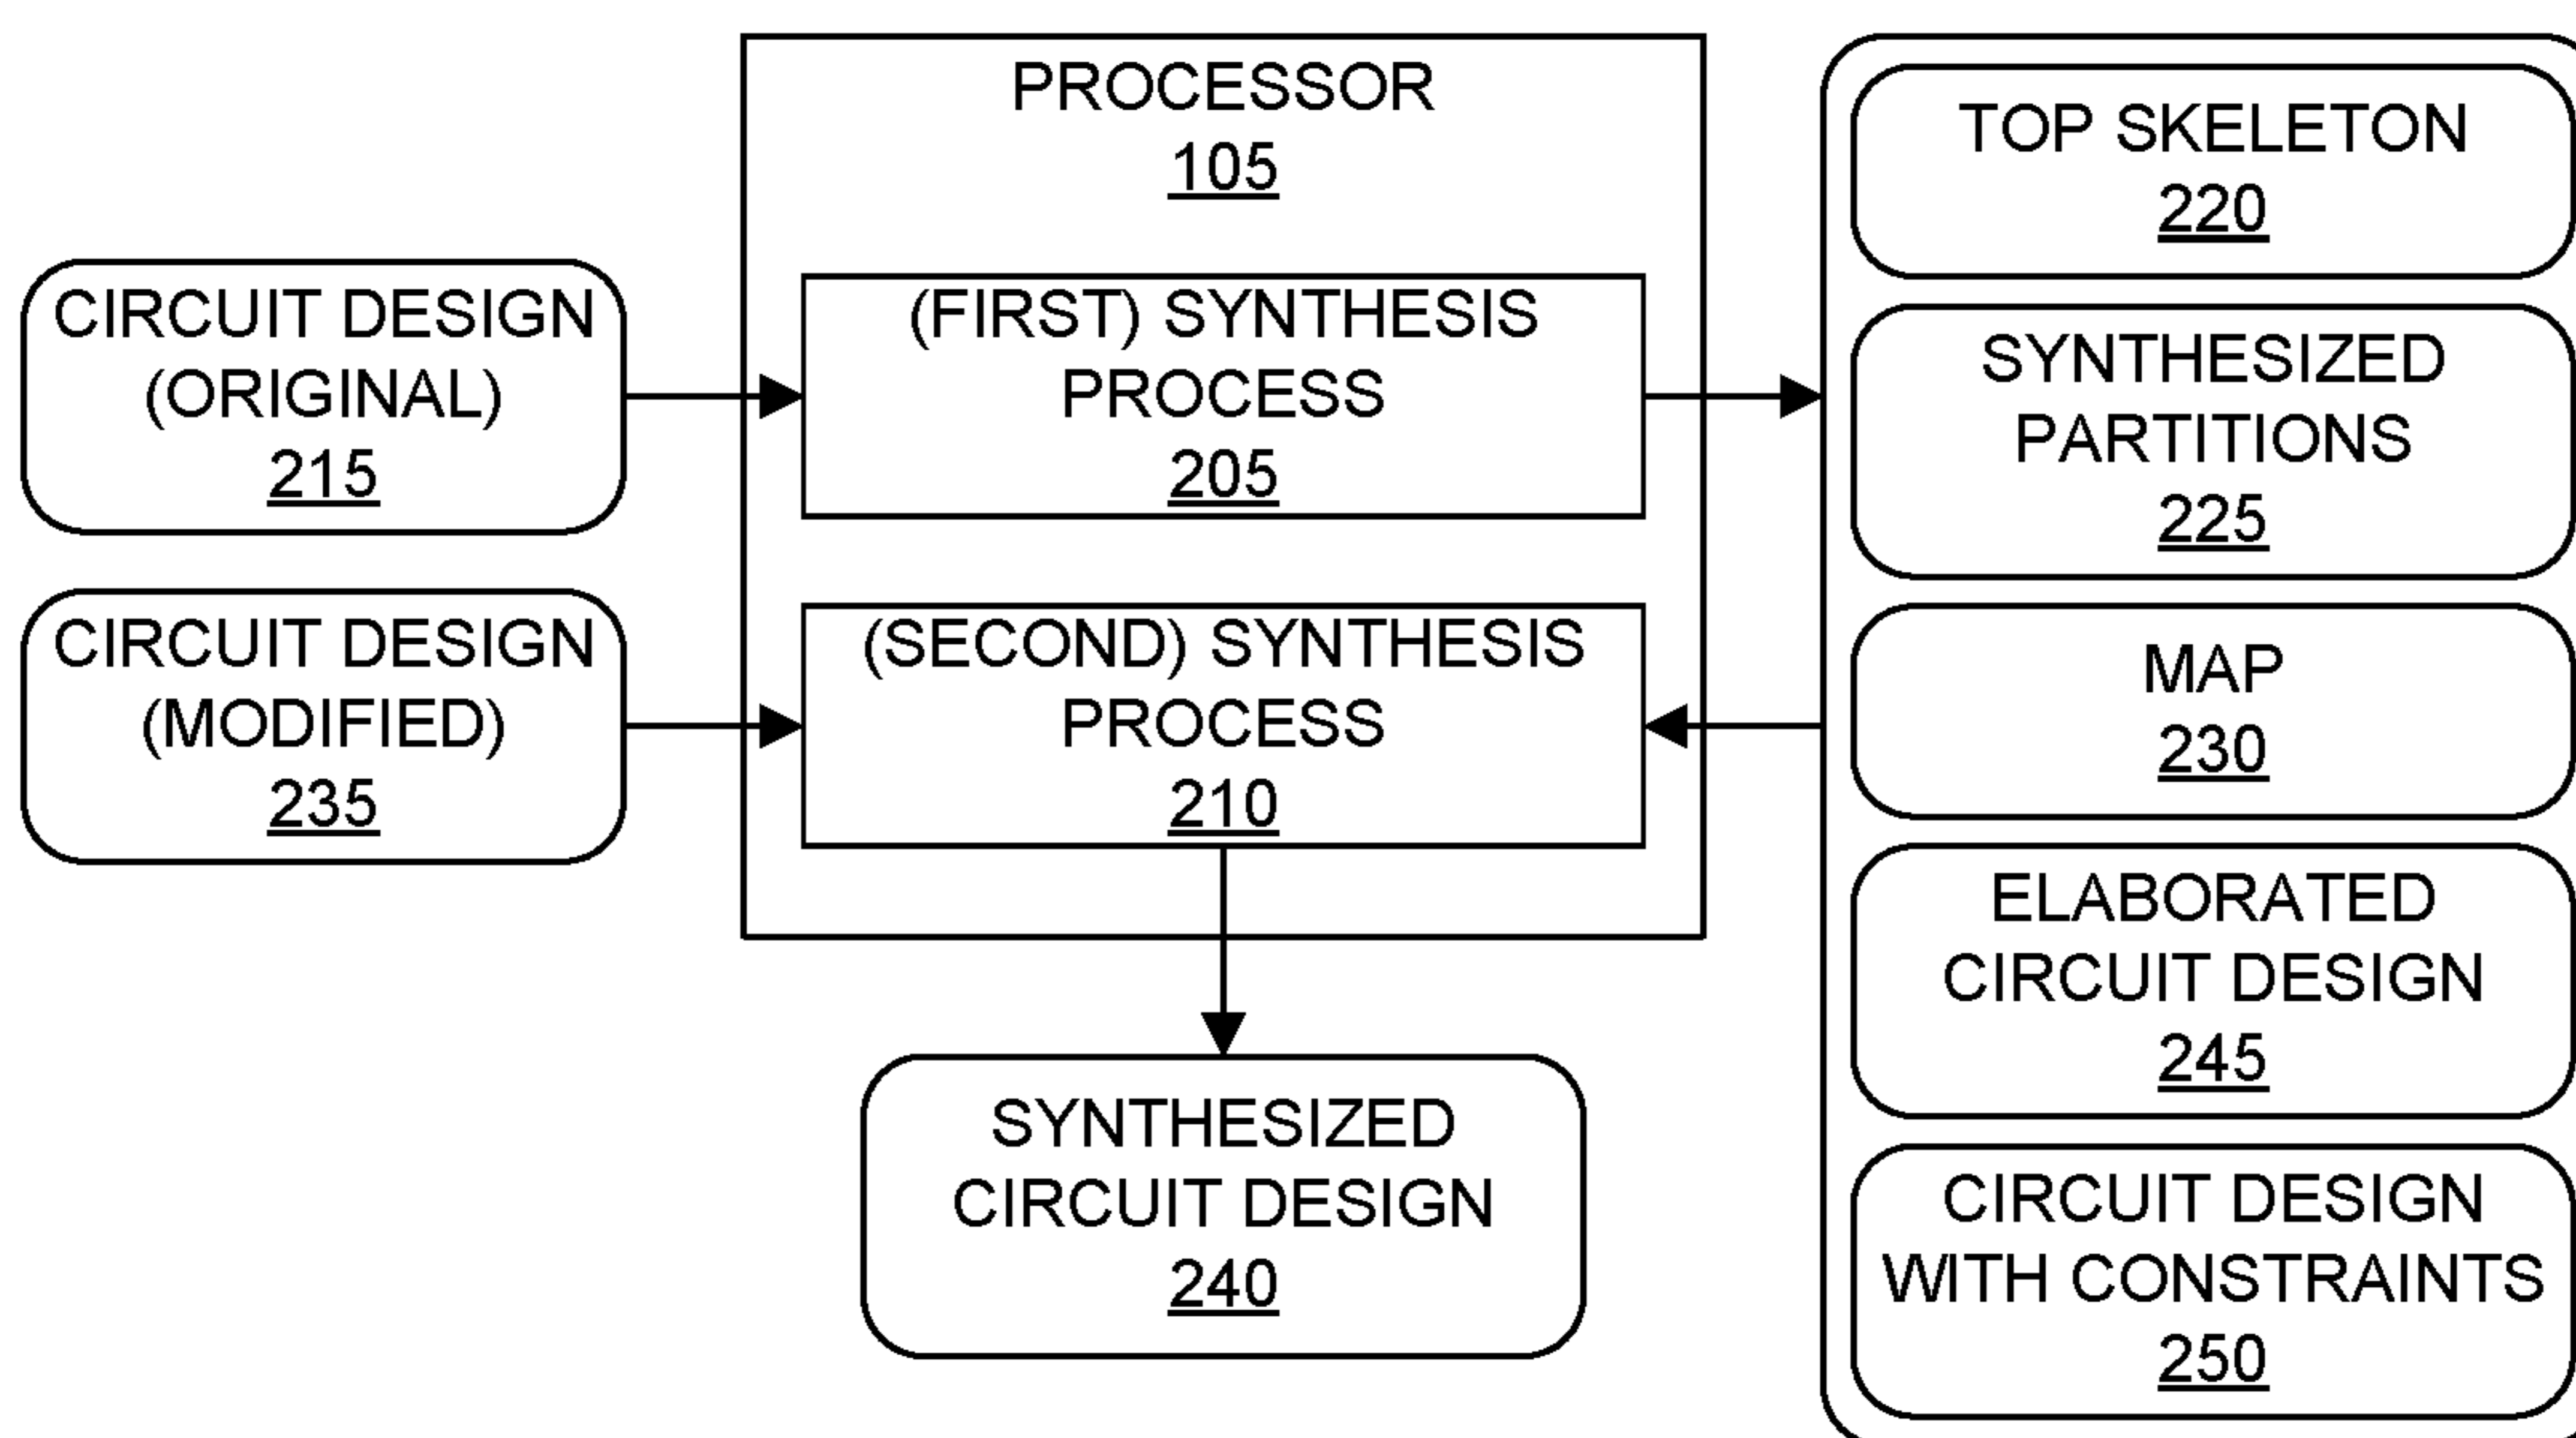 PROCESSOR
105
CIRCUIT DESIGN
(ORIGINAL)
215
(FIRST) SYNTHESIS
PROCESS
205
CIRCUIT DESIGN
(MODIFIED)
235
(SECOND) SYNTHESIS
PROCESS
210
SYNTHESIZED
CIRCUIT DESIGN
240
TOP SKELETON
220
SYNTHESIZED
PARTITIONS
225
MAP
230
ELABORATED
CIRCUIT DESIGN
245
CIRCUIT DESIGN
WITH CONSTRAINTS
250